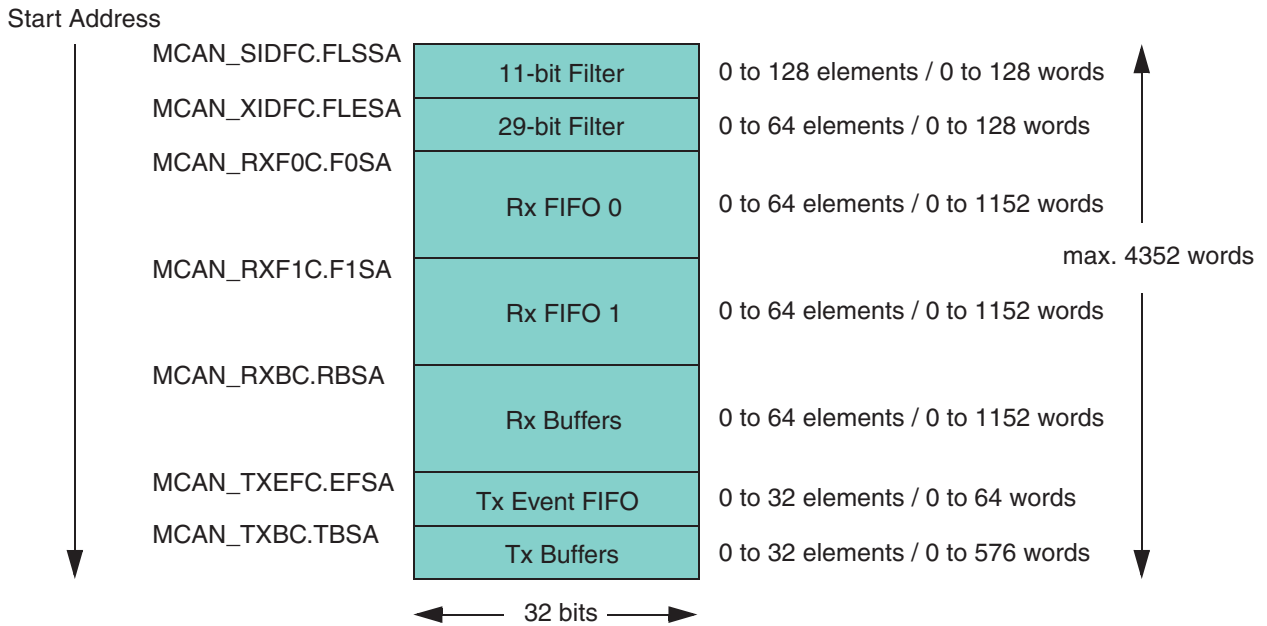 Start Address
MCAN_SIDFC.FLSSA
11-bit Filter
0 to 128 elements / 0 to 128 words
MCAN_XIDFC.FLESA
29-bit Filter
0 to 64 elements / 0 to 128 words
MCAN_RXF0C.F0SA
Rx FIFO 0
0 to 64 elements / 0 to 1152 words
max. 4352 words
MCAN_RXF1C.F1SA
Rx FIFO 1
0 to 64 elements / 0 to 1152 words
MCAN_RXBC.RBSA
Rx Buffers
0 to 64 elements / 0 to 1152 words
MCAN_TXEFC.EFSA
Tx Event FIFO
0 to 32 elements / 0 to 64 words
MCAN_TXBC.TBSA
Tx Buffers
0 to 32 elements / 0 to 576 words
32 bits